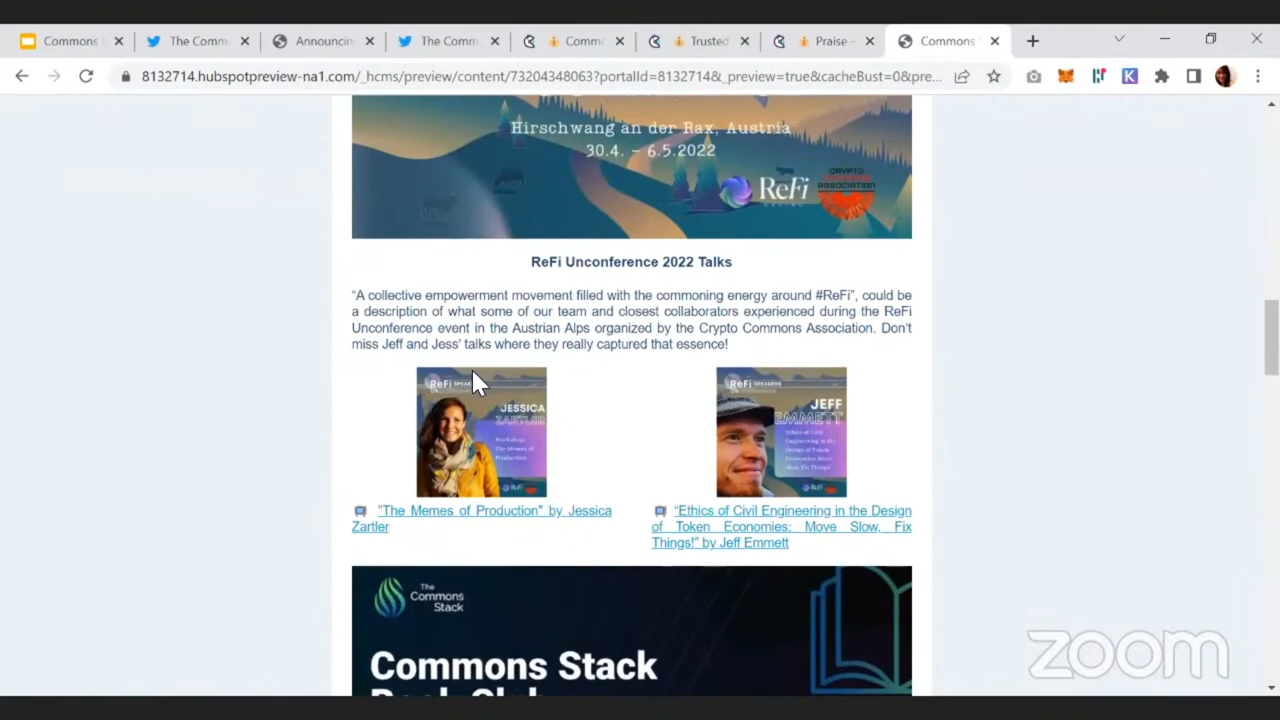 Commons
The Comm
Announcin
The Comm
Commo
Trusted
Praise –
Commons
8132714.hubspotpreview-na1.com/_hcms/preview/content/73204348063?portalId=8132714&_preview=true&cacheBust=0&pre...
Hirschwang an der Rax, Austria
30.4. – 6.5.2022
ReFi
CRYPTO
ASSOCIATION
ReFi Unconference 2022 Talks
“A collective empowerment movement filled with the commoning energy around #ReFi”, could be
a description of what some of our team and closest collaborators experienced during the ReFi
Unconference event in the Austrian Alps organized by the Crypto Commons Association. Don't
miss Jeff and Jess' talks where they really captured that essence!
ReFi
JESSICA
ZARTLER
Workshop:
The Memes of
Production
ReFi
ReFi SPEAKERS
JEFF
EMMETT
Ethics of Civil
Engineering in the
Design of Token
Economies: Move
Slow, Fix Things!
ReFi
"The Memes of Production" by Jessica
Zartler
“Ethics of Civil Engineering in the Design
of Token Economies: Move Slow, Fix
Things!” by Jeff Emmett
The
Commons
Stack
Commons Stack
zoom